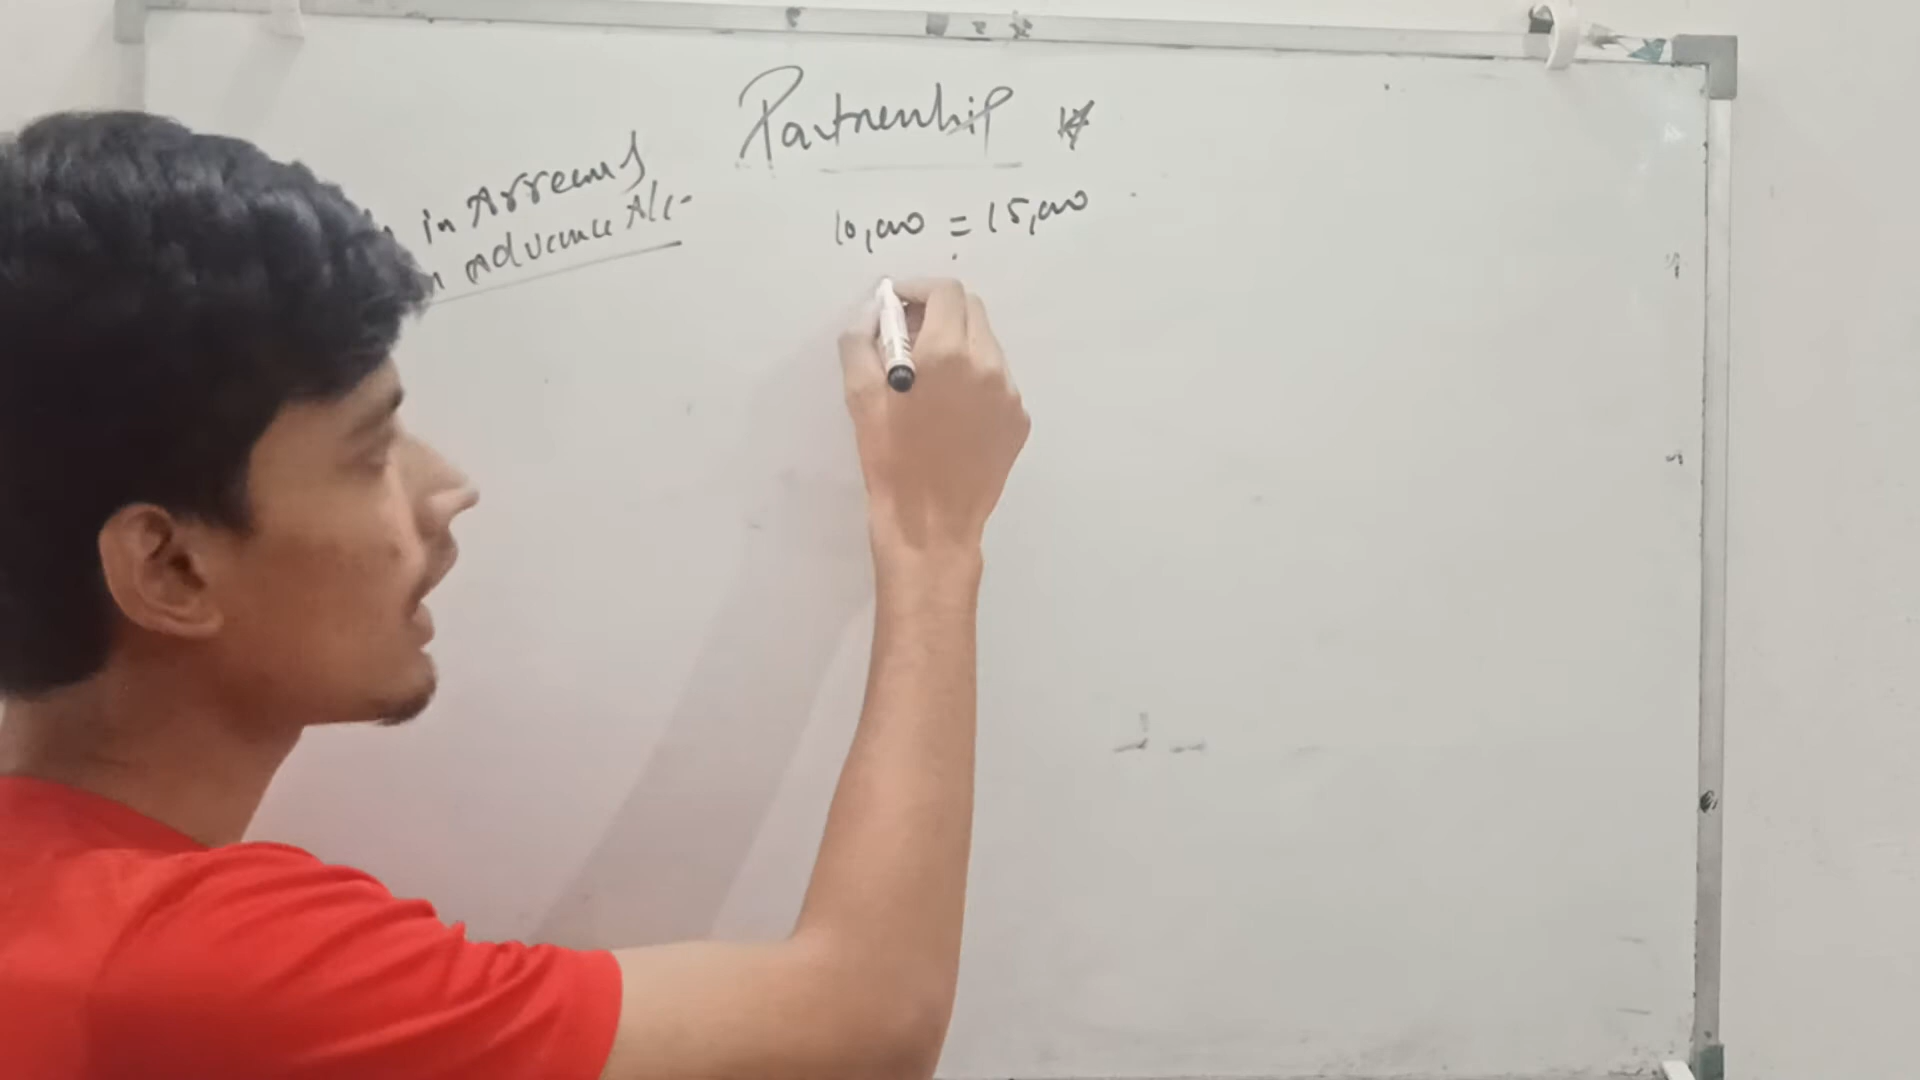 Partnership
in Arrears
advance A/c-
10,000 = 15,000